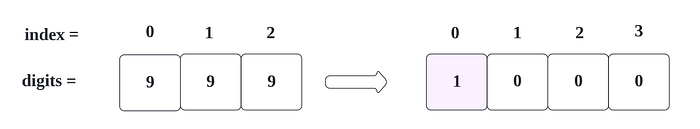 index = 0 1 2 0 1 2 3
digits = 9 9 9 1 0 0 0